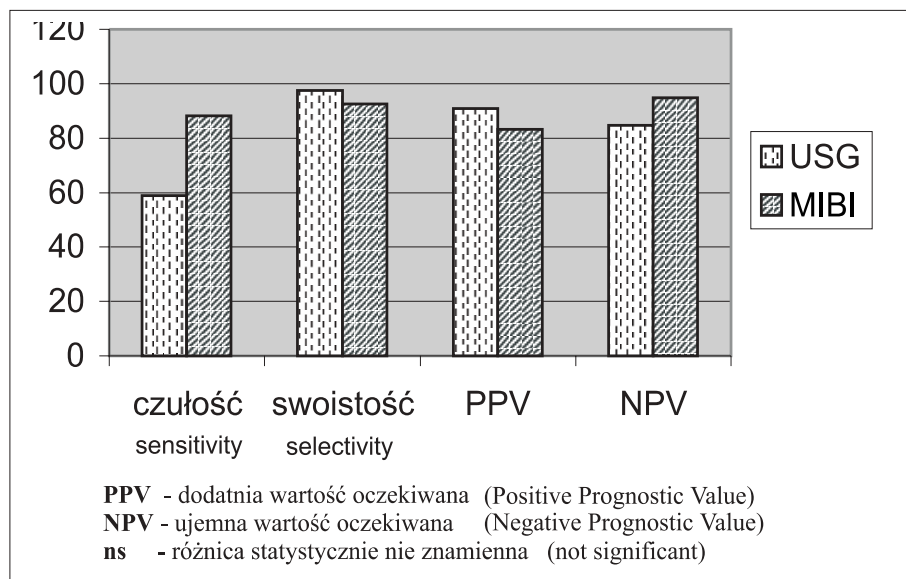 120
100
80
60
40
20
0
USG
MIBI
czułość swoistość PPV NPV
sensitivity selectivity
PPV - dodatnia wartość oczekiwana (Positive Prognostic Value)
NPV - ujemna wartość oczekiwana (Negative Prognostic Value)
ns - różnica statystycznie nie znamienna (not significant)